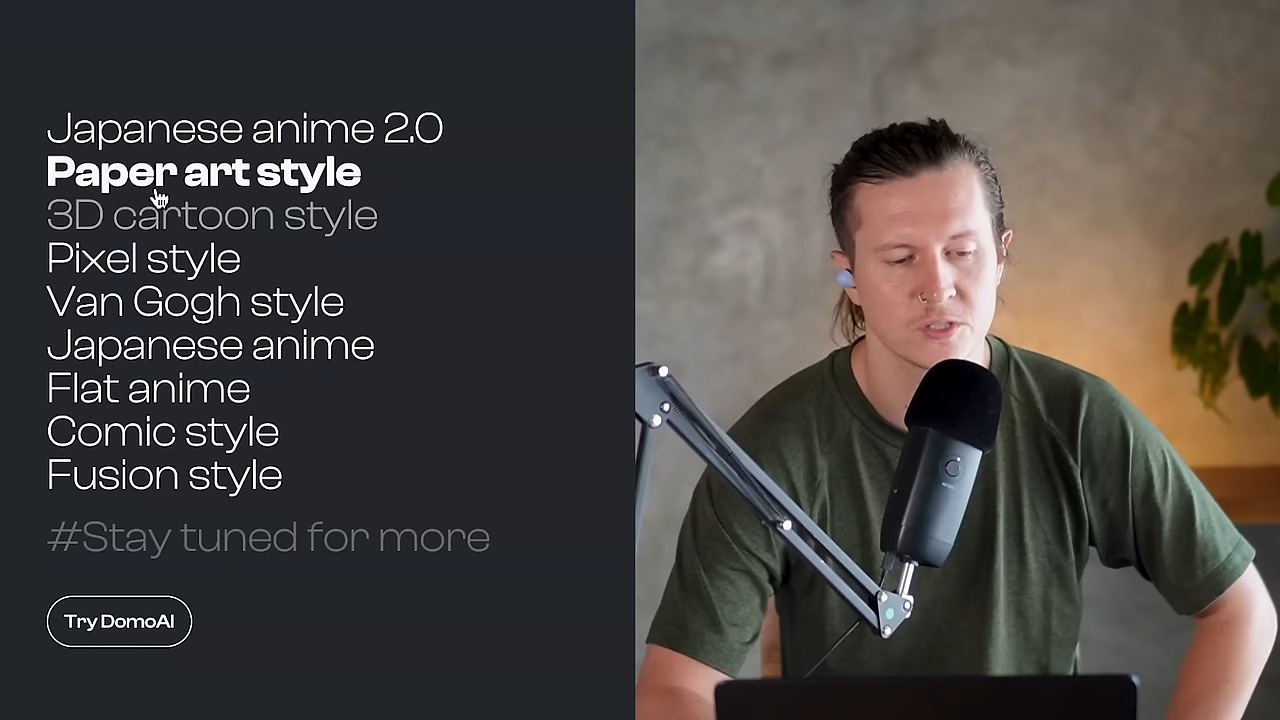 Japanese anime 2.0
Paper art style
3D cartoon style
Pixel style
Van Gogh style
Japanese anime
Flat anime
Comic style
Fusion style
#Stay tuned for more
Try DomoAI